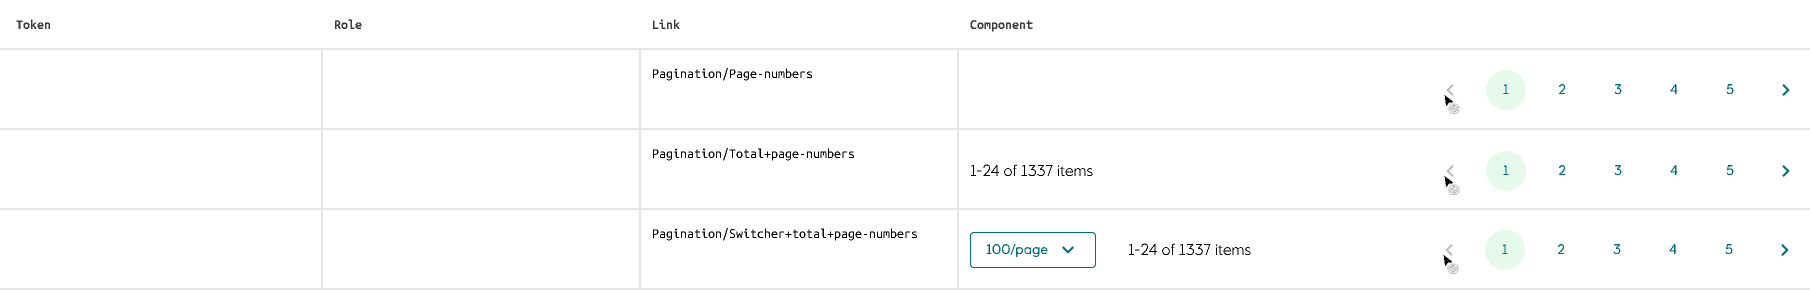 Token Role Link Component
Pagination/Page-numbers 1 2 3 4 5
Pagination/Total+page-numbers 1-24 of 1337 items 1 2 3 4 5
Pagination/Switcher+total+page-numbers 100/page 1-24 of 1337 items 1 2 3 4 5